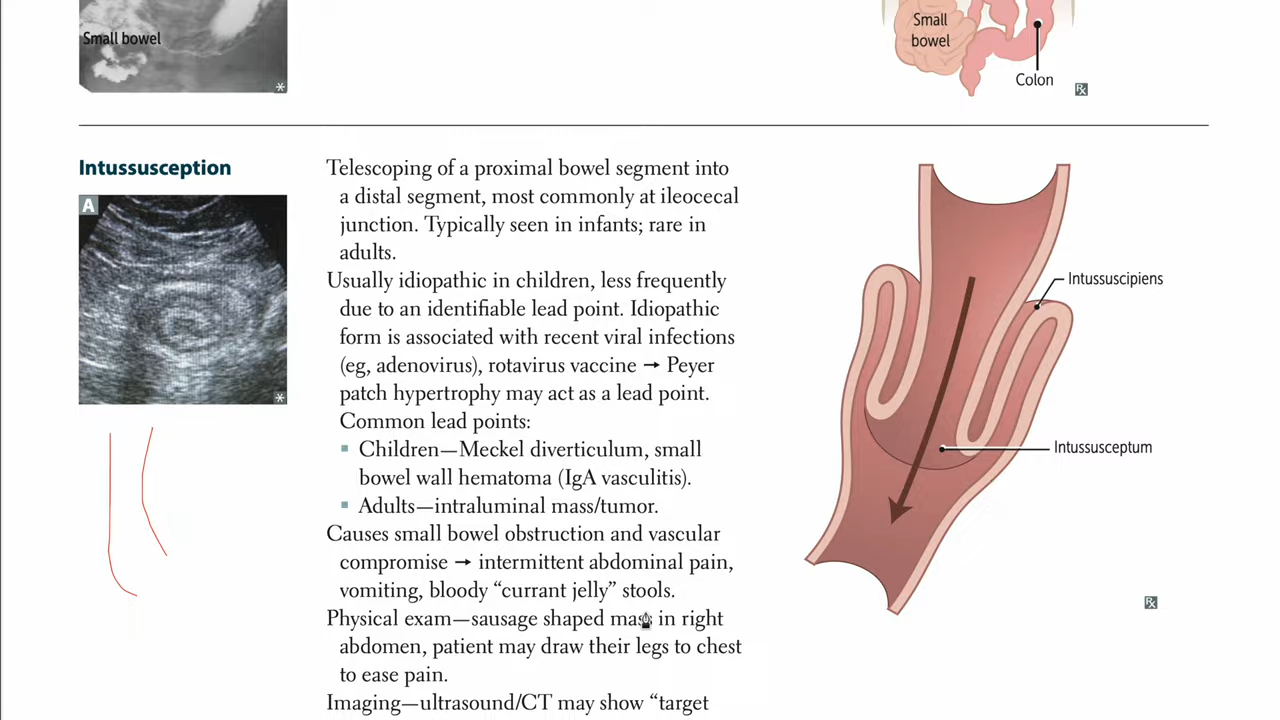 Small bowel
Small
bowel
Colon
Rx
Intussusception
A
Telescoping of a proximal bowel segment into
a distal segment, most commonly at ileocecal
junction. Typically seen in infants; rare in
adults.
Usually idiopathic in children, less frequently
due to an identifiable lead point. Idiopathic
form is associated with recent viral infections
(eg, adenovirus), rotavirus vaccine → Peyer
patch hypertrophy may act as a lead point.
Common lead points:
▪ Children—Meckel diverticulum, small
bowel wall hematoma (IgA vasculitis).
▪ Adults—intraluminal mass/tumor.
Causes small bowel obstruction and vascular
compromise → intermittent abdominal pain,
vomiting, bloody “currant jelly” stools.
Physical exam—sausage shaped mass in right
abdomen, patient may draw their legs to chest
to ease pain.
Imaging—ultrasound/CT may show “target
Intussuscipiens
Intussusceptum
Rx